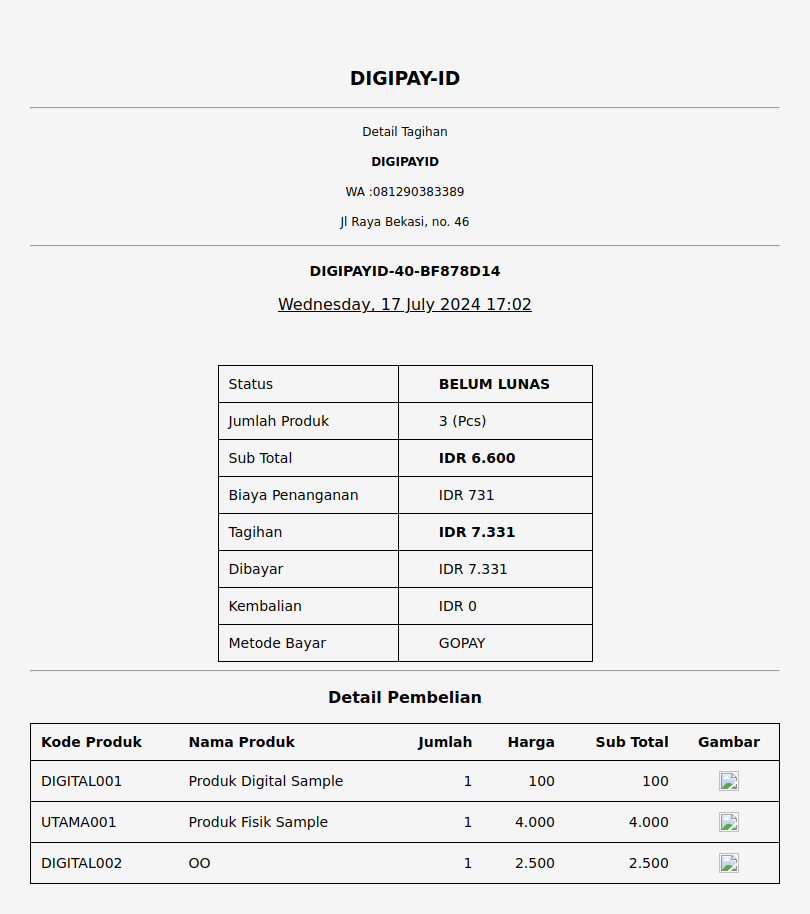 DIGIPAY-ID
Detail Tagihan
DIGIPAYID
WA :081290383389
Jl Raya Bekasi, no. 46
DIGIPAYID-40-BF878D14
Wednesday, 17 July 2024 17:02
Status BELUM LUNAS
Jumlah Produk 3 (Pcs)
Sub Total IDR 6.600
Biaya Penanganan IDR 731
Tagihan IDR 7.331
Dibayar IDR 7.331
Kembalian IDR 0
Metode Bayar GOPAY
Detail Pembelian
Kode Produk Nama Produk Jumlah Harga Sub Total Gambar
DIGITAL001 Produk Digital Sample 1 100 100
UTAMA001 Produk Fisik Sample 1 4.000 4.000
DIGITAL002 OO 1 2.500 2.500